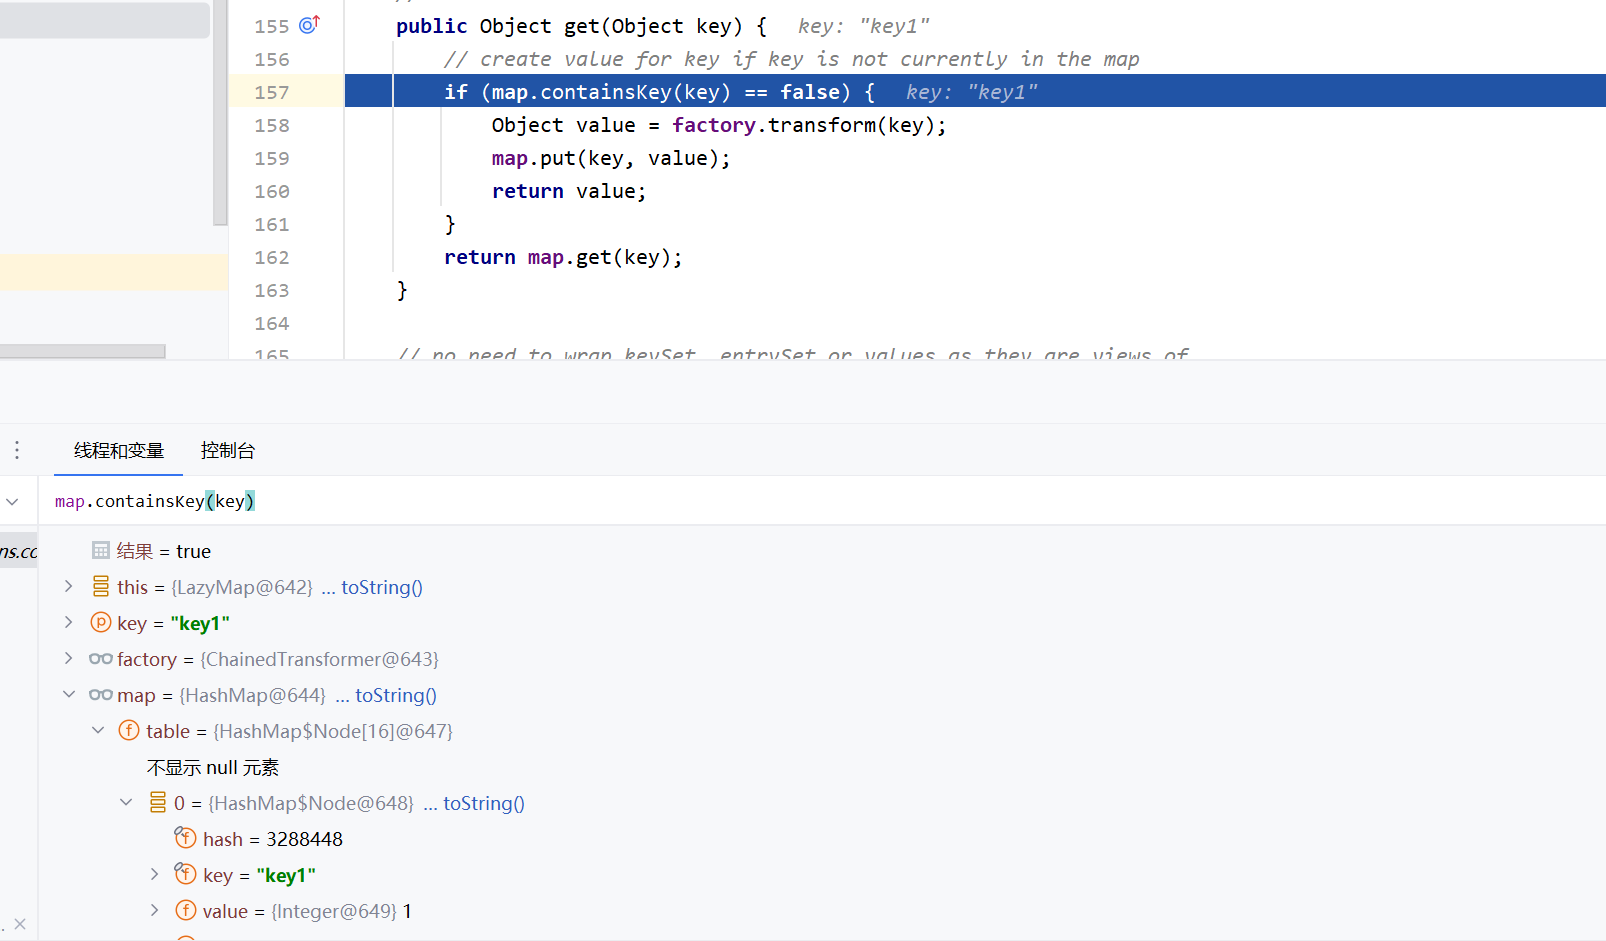 155 public Object get(Object key) { key: "key1"
156 // create value for key if key is not currently in the map
157 if (map.containsKey(key) == false) { key: "key1"
158 Object value = factory.transform(key);
159 map.put(key, value);
160 return value;
161 }
162 return map.get(key);
163 }
164
165 // no need to wrap keySet, entrySet or values as they are views of
线程和变量 控制台
map.containsKey(key)
ns.co
结果 = true
this = {LazyMap@642} ... toString()
key = "key1"
factory = {ChainedTransformer@643}
map = {HashMap@644} ... toString()
table = {HashMap$Node[16]@647}
不显示 null 元素
0 = {HashMap$Node@648} ... toString()
hash = 3288448
key = "key1"
value = {Integer@649} 1